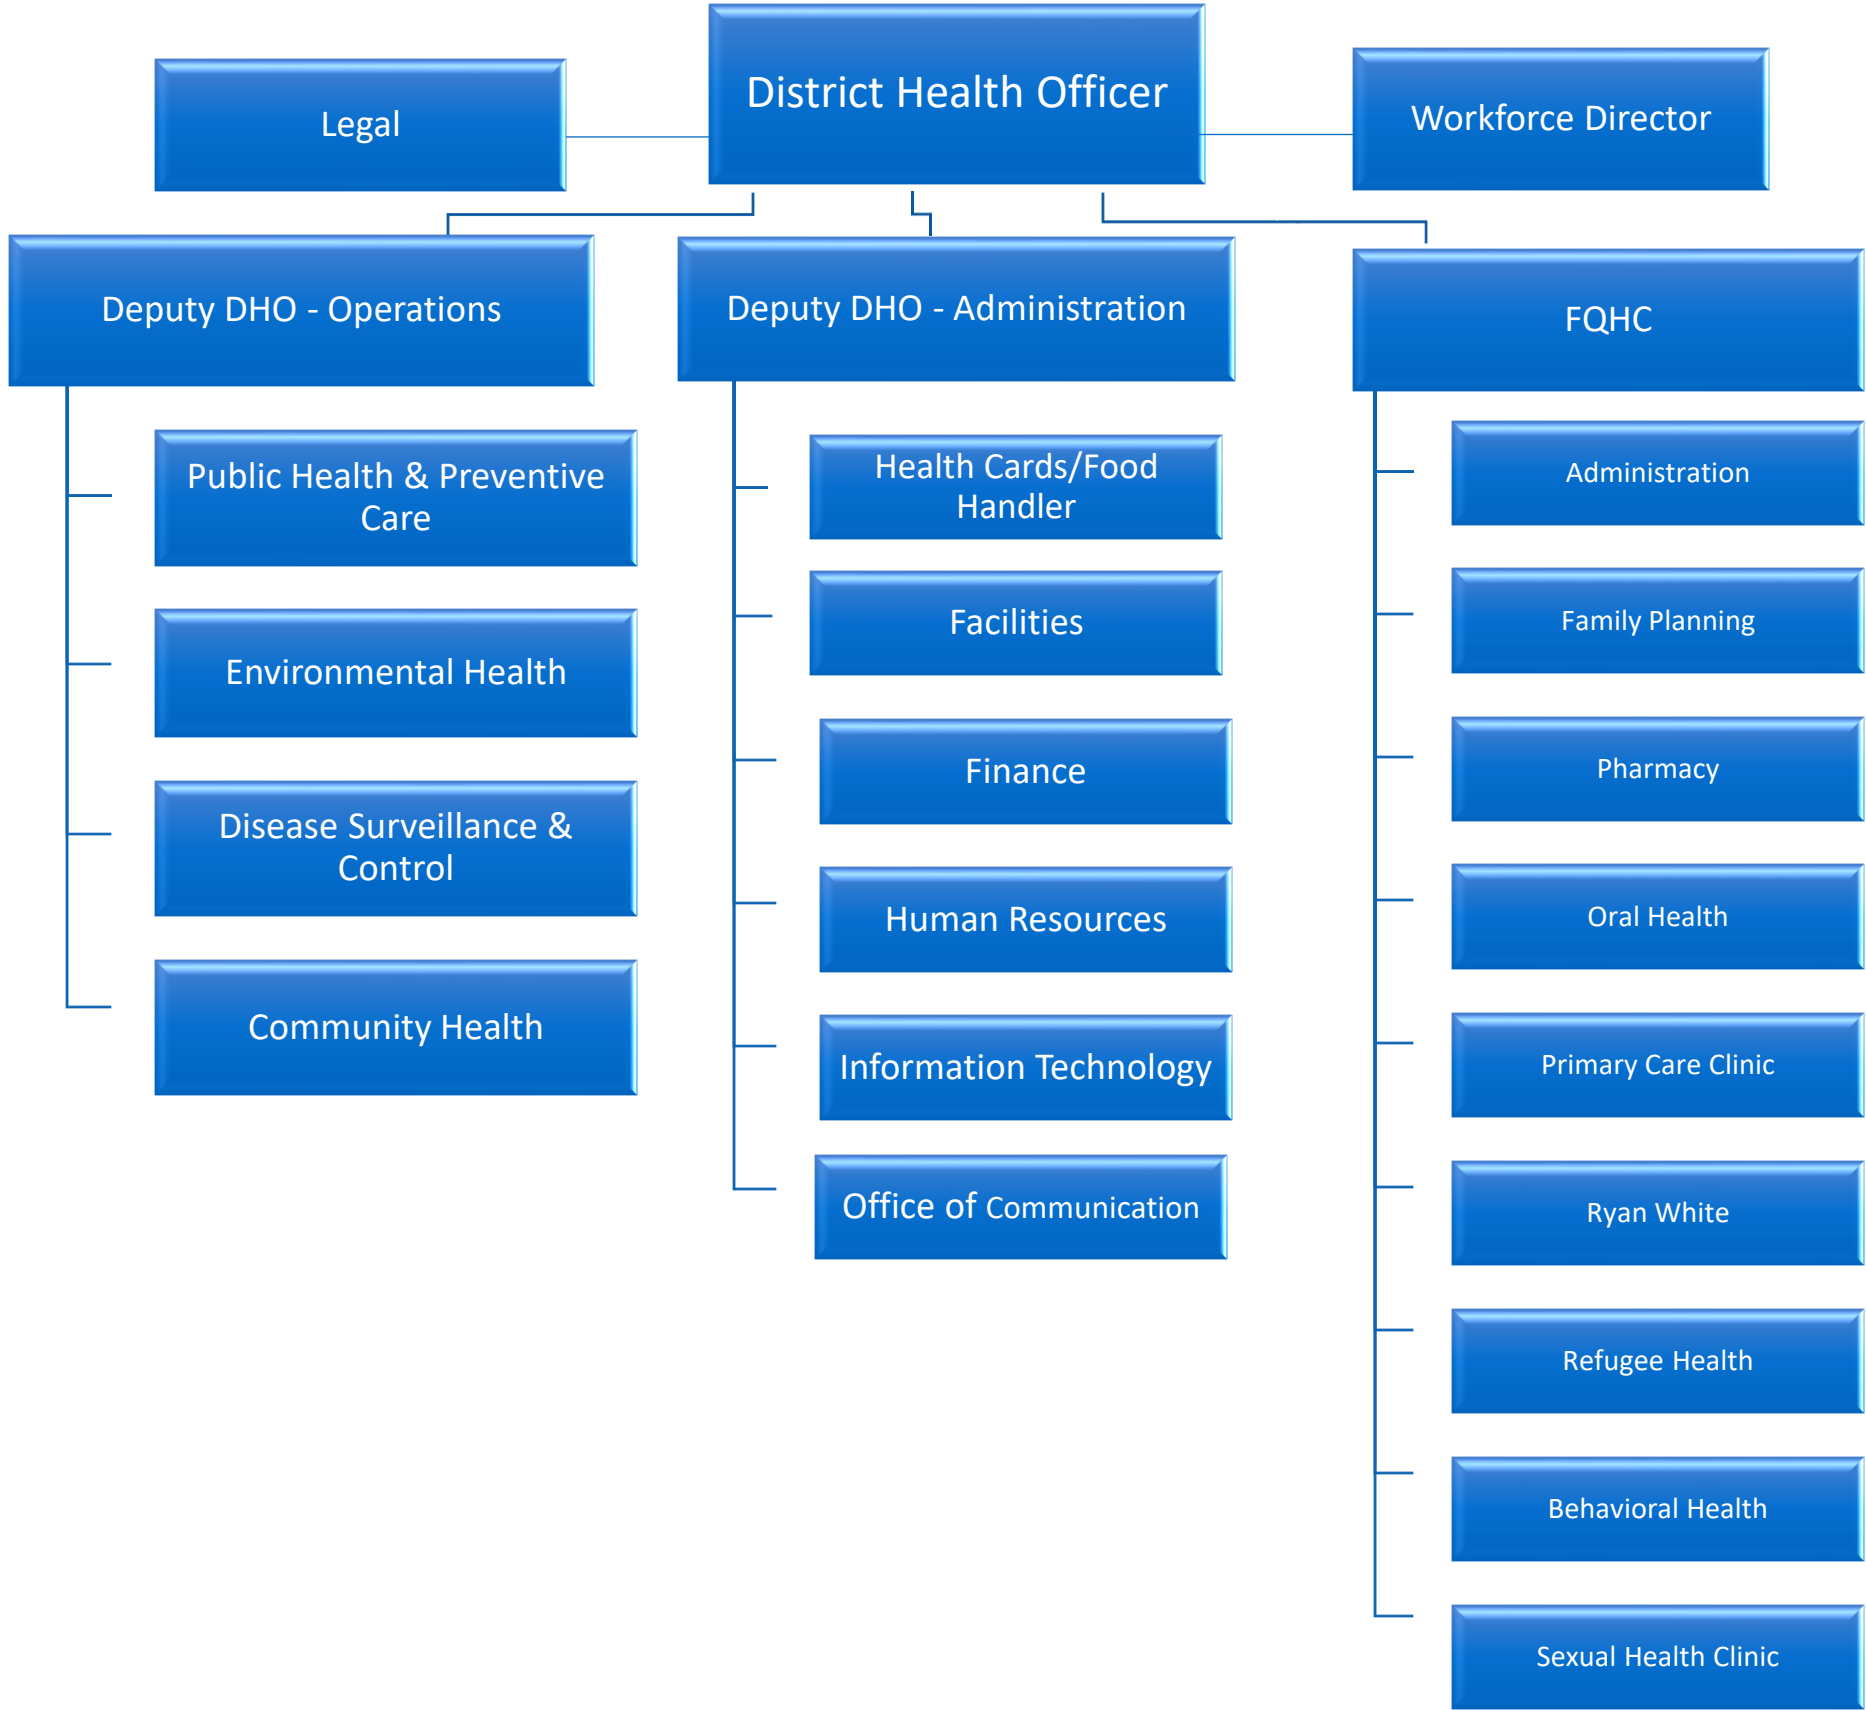 District Health Officer
Legal
Workforce Director
Deputy DHO - Operations
Public Health & Preventive
Care
Environmental Health
Disease Surveillance &
Control
Community Health
Deputy DHO - Administration
Health Cards/Food
Handler
Facilities
Finance
Human Resources
Information Technology
Office of Communication
FQHC
Administration
Family Planning
Pharmacy
Oral Health
Primary Care Clinic
Ryan White
Refugee Health
Behavioral Health
Sexual Health Clinic